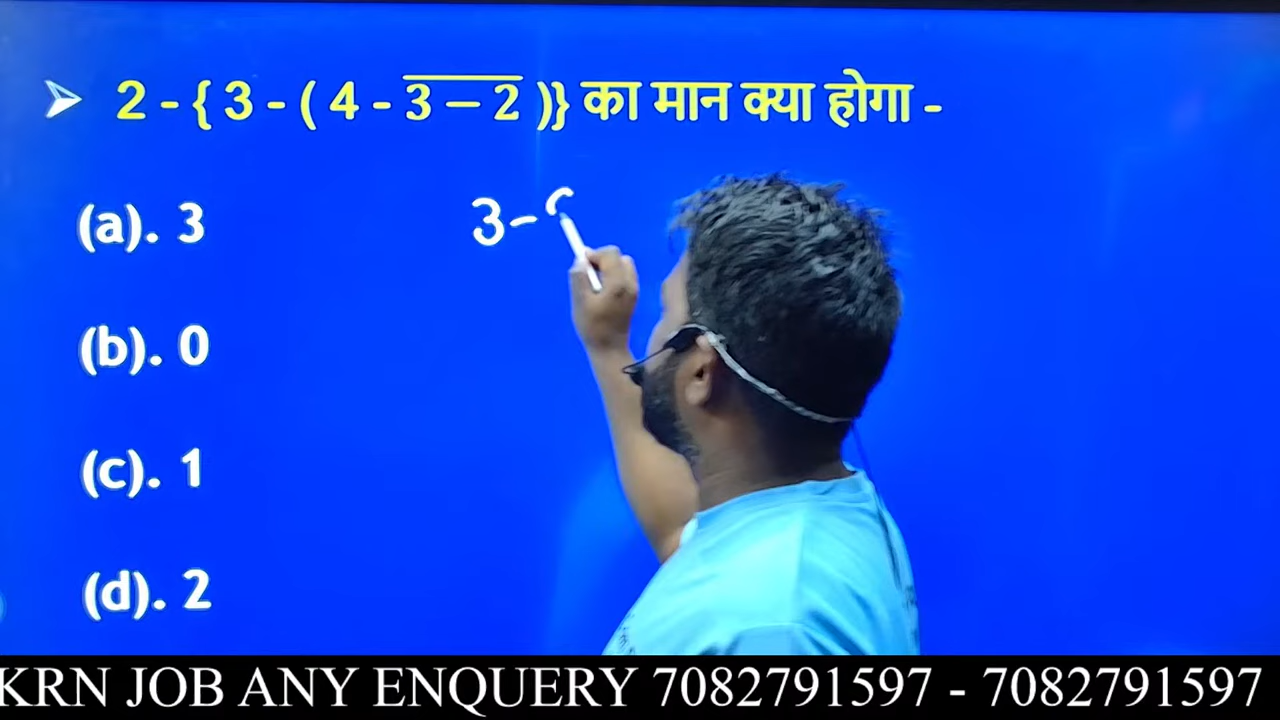 ➤ 2 - { 3 - ( 4 - 3 – 2 )} का मान क्या होगा -
(a). 3
3-
(b). 0
(c). 1
(d). 2
KRN JOB ANY ENQUERY 7082791597 - 7082791597